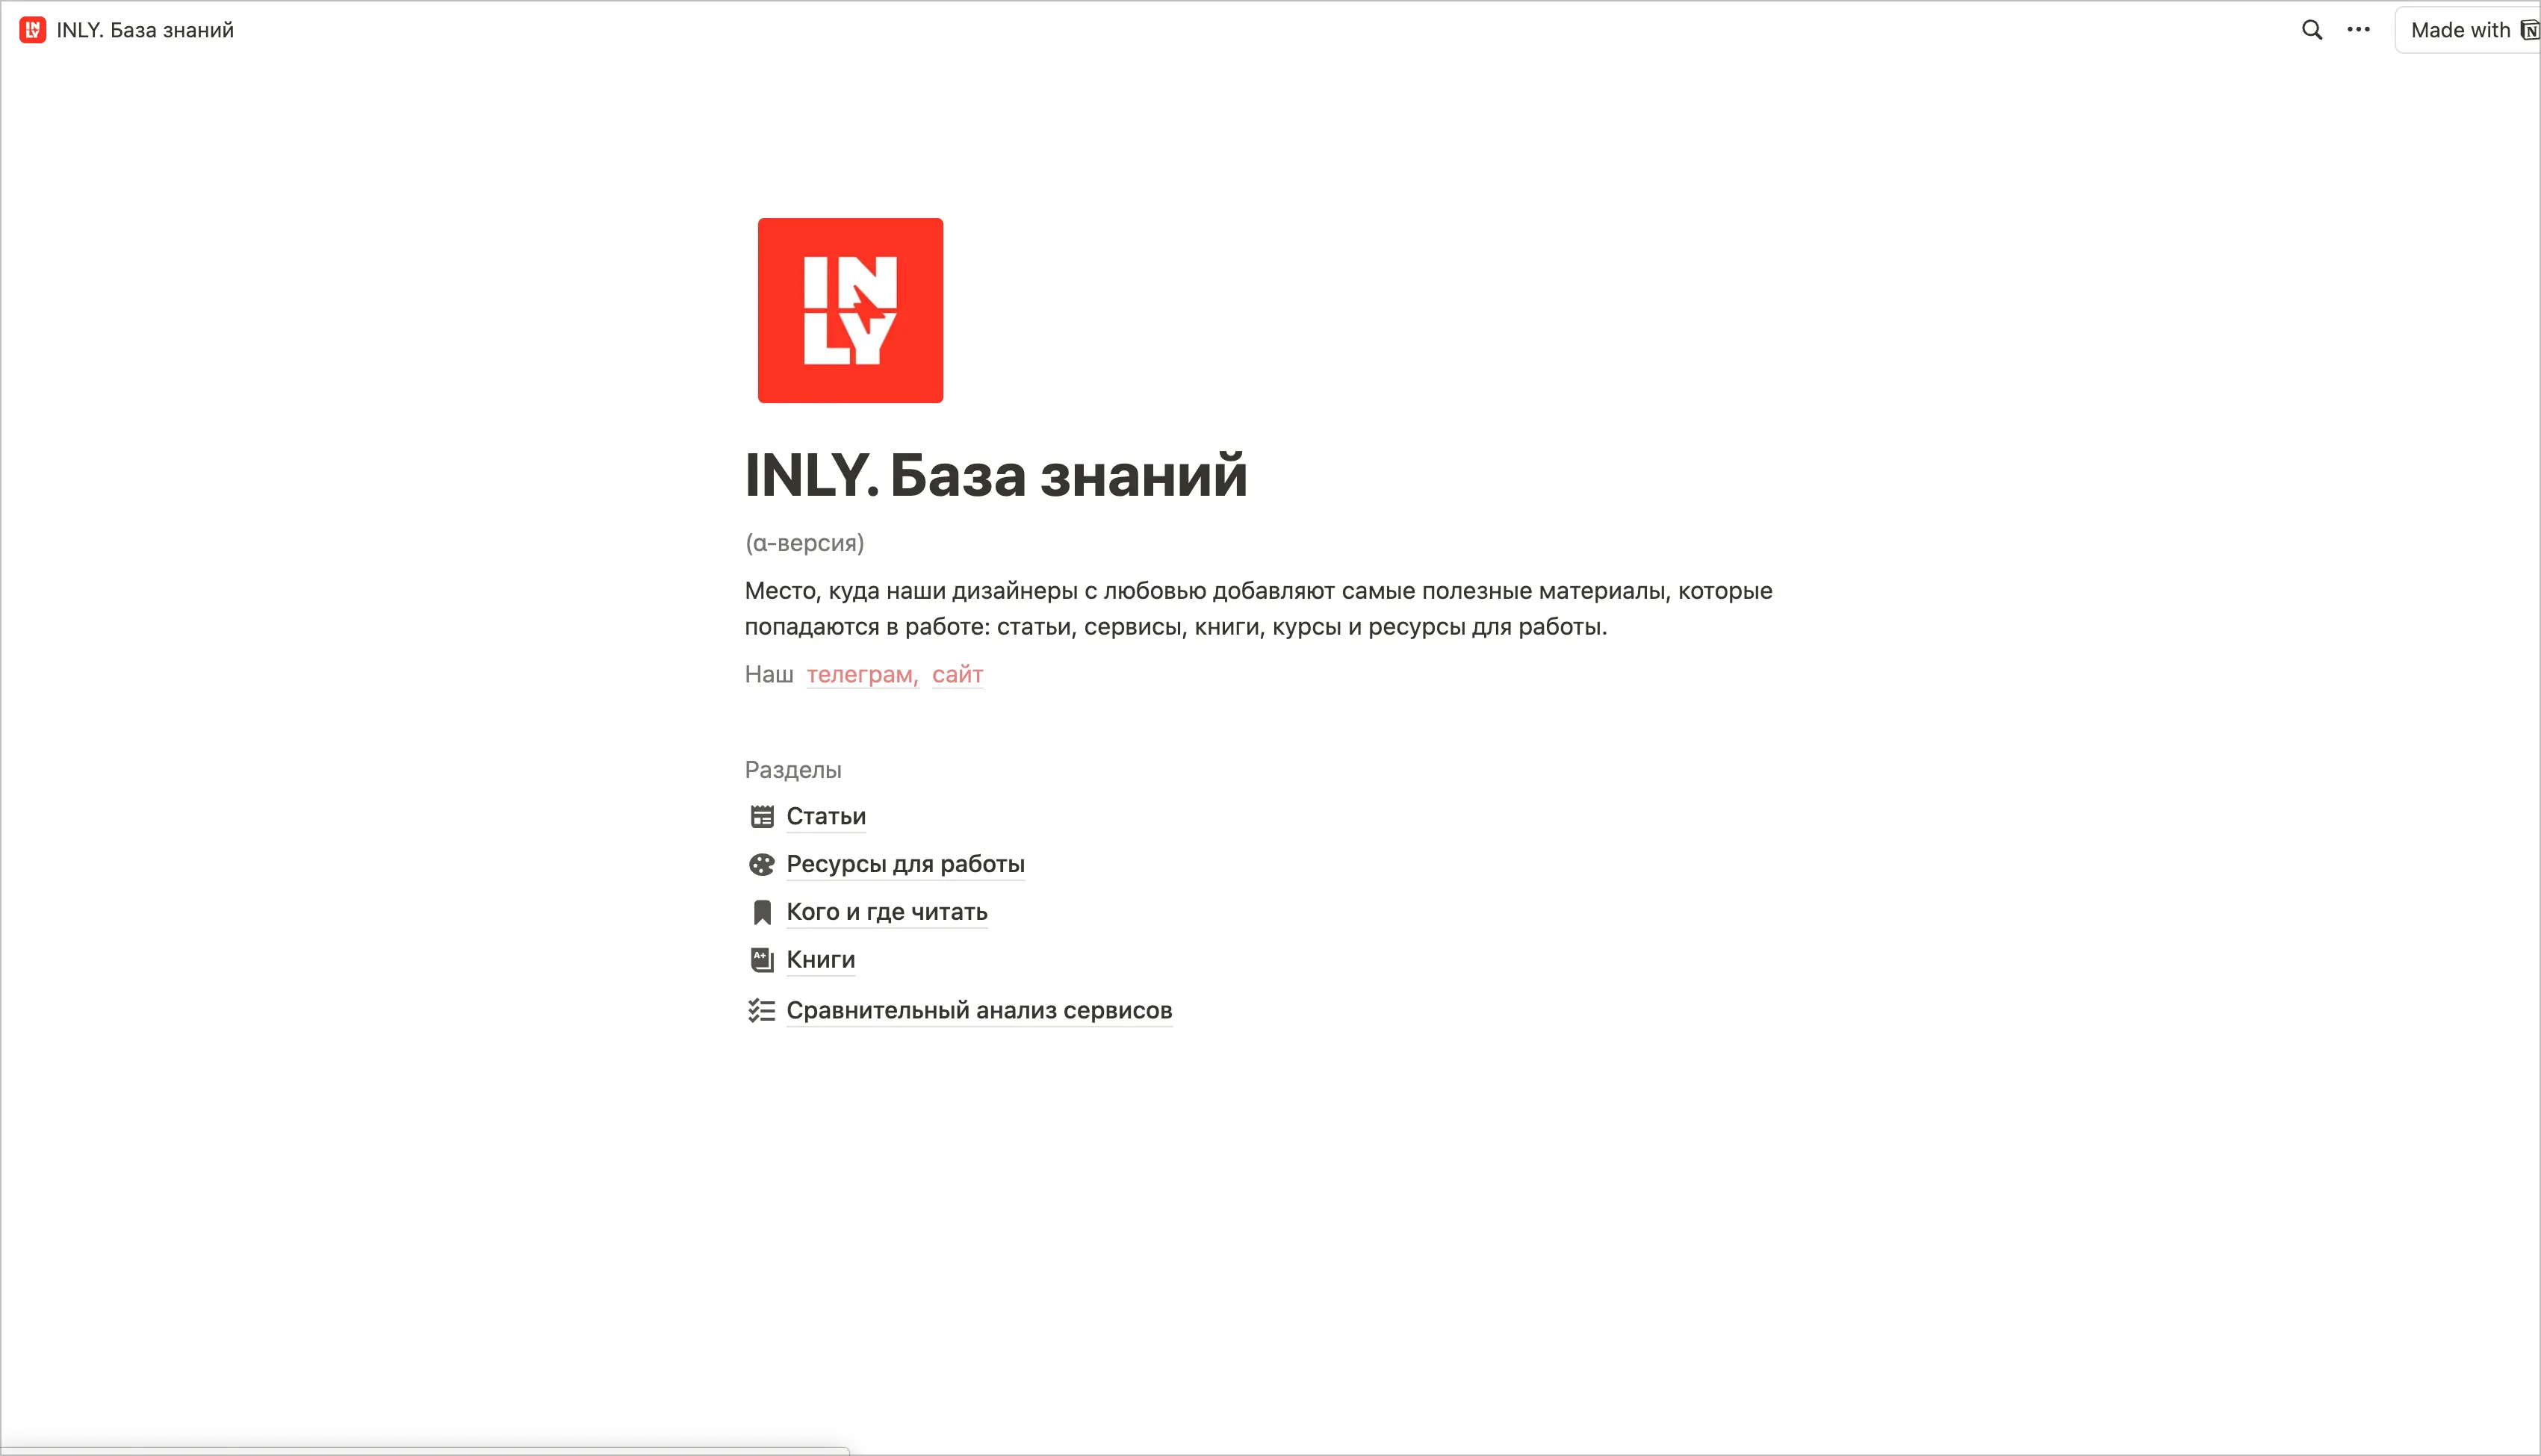 INLY. База знаний
Made with
IN
LY
INLY. База знаний
(α-версия)
Место, куда наши дизайнеры с любовью добавляют самые полезные материалы, которые
попадаются в работе: статьи, сервисы, книги, курсы и ресурсы для работы.
Наш телеграм, сайт
Разделы
Статьи
Ресурсы для работы
Кого и где читать
Книги
Сравнительный анализ сервисов